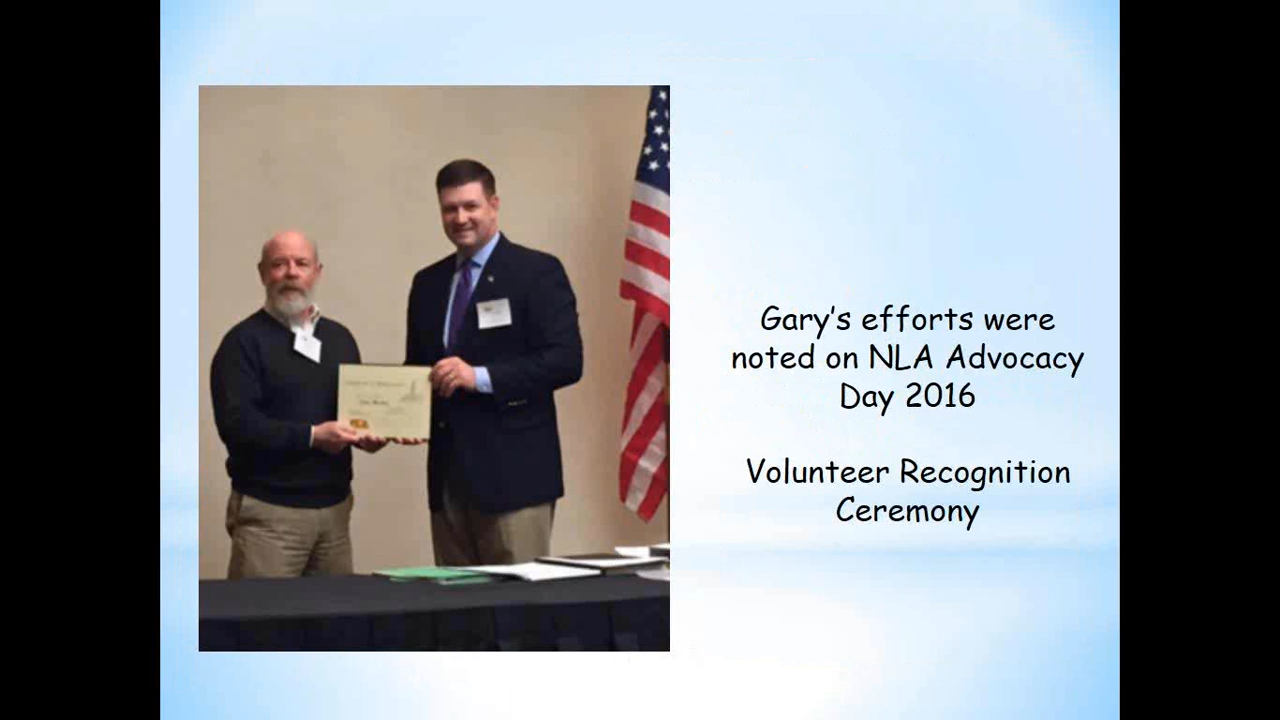 Gary's efforts were
noted on NLA Advocacy
Day 2016
Volunteer Recognition
Ceremony